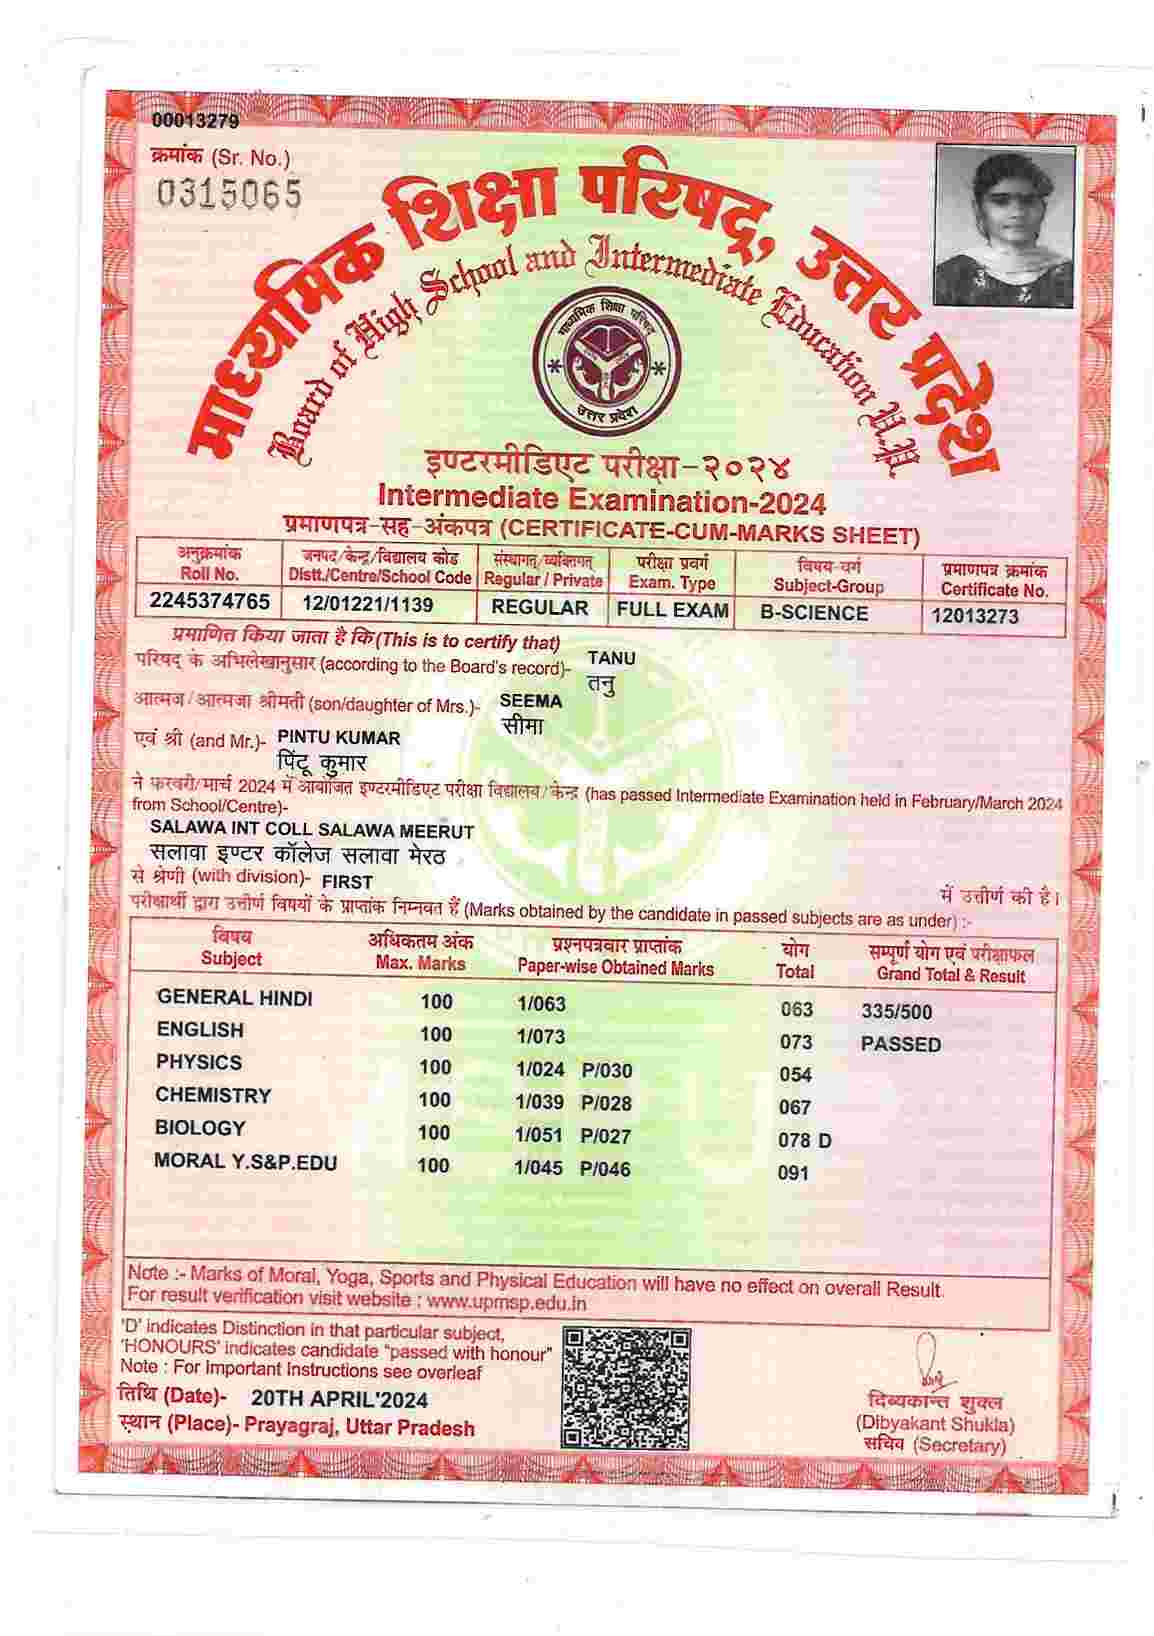 00013279
क्रमांक (Sr. No.)
0315065
माध्यमिक शिक्षा परिषद्, उत्तर प्रदेश
Board of High School and Intermediate Education U.P.
माध्यमिक शिक्षा परिषद्
उत्तर प्रदेश
इण्टरमीडिएट परीक्षा-२०२४
Intermediate Examination-2024
प्रमाणपत्र-सह-अंकपत्र (CERTIFICATE-CUM-MARKS SHEET)
अनुक्रमांक जनपद/केन्द्र/विद्यालय कोड संस्थागत/व्यक्तिगत परीक्षा प्रवर्ग विषय-वर्ग प्रमाणपत्र क्रमांक
Roll No. Distt./Centre/School Code Regular / Private Exam. Type Subject-Group Certificate No.
2245374765 12/01221/1139 REGULAR FULL EXAM B-SCIENCE 12013273
प्रमाणित किया जाता है कि (This is to certify that)
परिषद् के अभिलेखानुसार (according to the Board's record)- TANU
तनु
आत्मज/आत्मजा श्रीमती (son/daughter of Mrs.)- SEEMA
सीमा
एवं श्री (and Mr.)- PINTU KUMAR
पिंटू कुमार
ने फरवरी/मार्च 2024 में आयोजित इण्टरमीडिएट परीक्षा विद्यालय/केन्द्र (has passed Intermediate Examination held in February/March 2024
from School/Centre)-
SALAWA INT COLL SALAWA MEERUT
सलावा इण्टर कॉलेज सलावा मेरठ
से श्रेणी (with division)- FIRST में उत्तीर्ण की है।
परीक्षार्थी द्वारा उत्तीर्ण विषयों के प्राप्तांक निम्नवत हैं (Marks obtained by the candidate in passed subjects are as under) :-
विषय अधिकतम अंक प्रश्नपत्रवार प्राप्तांक योग सम्पूर्ण योग एवं परीक्षाफल
Subject Max. Marks Paper-wise Obtained Marks Total Grand Total & Result
GENERAL HINDI 100 1/063 063 335/500
ENGLISH 100 1/073 073 PASSED
PHYSICS 100 1/024 P/030 054
CHEMISTRY 100 1/039 P/028 067
BIOLOGY 100 1/051 P/027 078 D
MORAL Y.S&P.EDU 100 1/045 P/046 091
Note :- Marks of Moral, Yoga, Sports and Physical Education will have no effect on overall Result.
For result verification visit website : www.upmsp.edu.in
'D' indicates Distinction in that particular subject,
'HONOURS' indicates candidate "passed with honour"
Note : For Important Instructions see overleaf
तिथि (Date)- 20TH APRIL'2024
स्थान (Place)- Prayagraj, Uttar Pradesh
दिब्यकान्त शुक्ल
(Dibyakant Shukla)
सचिव (Secretary)